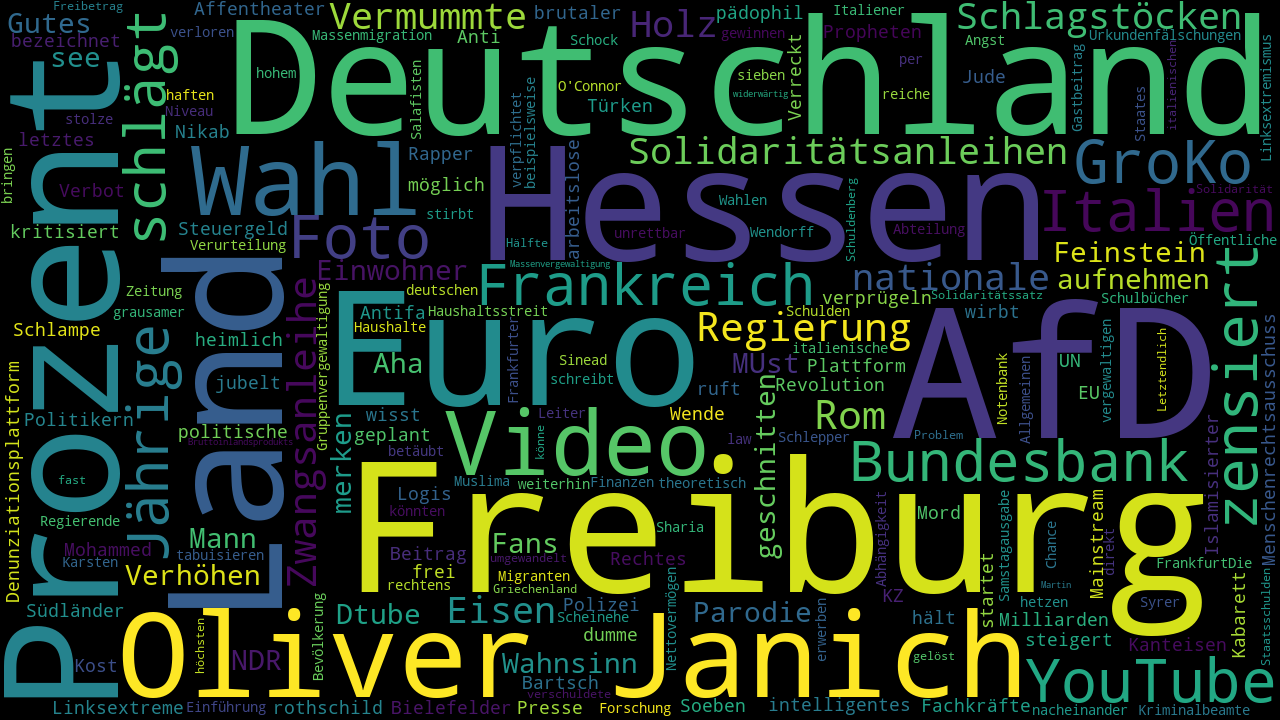 Freibetrag
Gutes
Affentheater
Vermummte
brutaler
Holz
pädophil
Italiener
Schlagstöcken
bezeichnet
verloren
Deutschland
Massenmigration
Anti
Schock
gewinnen
Propheten
Angst
Urkundenfälschungen
see
schlägt
hohem
Salafisten
O'Connor
sieben
Verreckt
per
Jude
Gastbeitrag
Staates
italienischen
Linksextremismus
haften
Niveau
widerwärtig
reiche
stolze
Prozent
Nikab
verpflichtet
beispielsweise
Türken
letztes
Wahl
Rapper
Hessen
arbeitslose
Solidaritätsanleihen
GroKo
bringen
Verbot
möglich
Wahlen
Schuldenberg
Italien
Solidarität
kritisiert
Steuergeld
Foto
stirbt
unrettbar
Wendorff
Abteilung
Verurteilung
Hälfte
Feinstein
Öffentliche
Land
Einwohner
Massenvergewaltigung
Frankreich
nationale
aufnehmen
zensiert
Zeitung
deutschen
verprügeln
Solidaritätssatz
Schulbücher
grausamer
Zwangsanleihe
Gruppenvergewaltigung
Euro
Antifa
Haushaltsstreit
Schulden
AfD
wirbt
Schlampe
Jährige
Haushalte
Frankfurter
Regierung
Menschenrechtsausschuss
heimlich
Aha
Sinead
italienische
UN
vergewaltigen
Letztendlich
Denunziationsplattform
jubelt
schreibt
MUst
Plattform
Notenbank
Allgemeinen
EU
ruft
Revolution
Politikern
wisst
Video
Leiter
Wende
geschnitten
Rom
politische
merken
geplant
könne
law
Schlepper
Problem
Bundesbank
Islamisierter
Bruttoinlandsprodukts
betäubt
fast
Muslima
weiterhin
Finanzen
theoretisch
Freiburg
Logis
Regierende
Mann
könnten
Fans
Sharia
Abhängigkeit
Mord
Samstagausgabe
Chance
Mainstream
direkt
Mohammed
tabuisieren
Beitrag
umgewandelt
Rechtes
Karsten
Verhöhen
frei
rechtens
Migranten
Griechenland
Nettovermögen
KZ
startet
Martin
FrankfurtDie
Kabarett
Staatsschulden
Südländer
höchsten
Bevölkerung
Dtube
Eisen
Polizei
Scheinehe
Parodie
erwerben
hält
hetzen
Syrer
Oliver Janich
dumme
Milliarden
steigert
Kanteisen
Kost
NDR
Wahnsinn
gelöst
YouTube
Bartsch
verschuldete
Linksextreme
Einführung
rothschild
Bielefelder
Presse
Forschung
Soeben
intelligentes
Fachkräfte
nacheinander
Kriminalbeamte